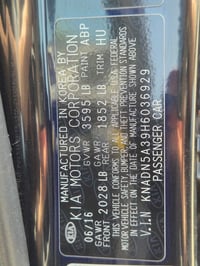 MANUFACTURED IN KOREA BY
KIA KIA MOTORS CORPORATION
06/16 GVWR 3595 LB PAINT ABP
GAWR GAWR
FRONT 2028 LB REAR 1852 LB TRIM HU
THIS VEHICLE CONFORMS TO ALL APPLICABLE U.S.A FEDERAL
MOTOR VEHICLE SAFETY, BUMPER, AND THEFT PREVENTION STANDARDS
IN EFFECT ON THE DATE OF MANUFACTURE SHOWN ABOVE
V.I.N KNADN5A39H6036929
PASSENGER CAR